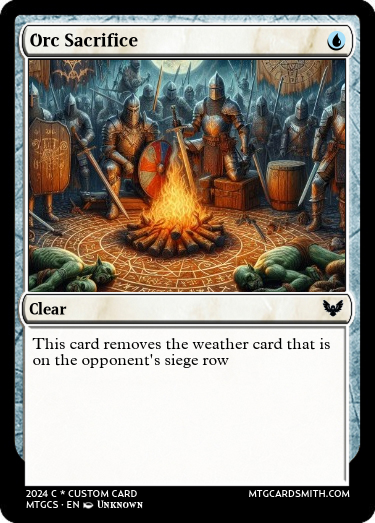 Orc Sacrifice
Clear
This card removes the weather card that is
on the opponent's siege row
2024 C * CUSTOM CARD
MTGCARDSMITH.COM
MTGCS · EN Unknown